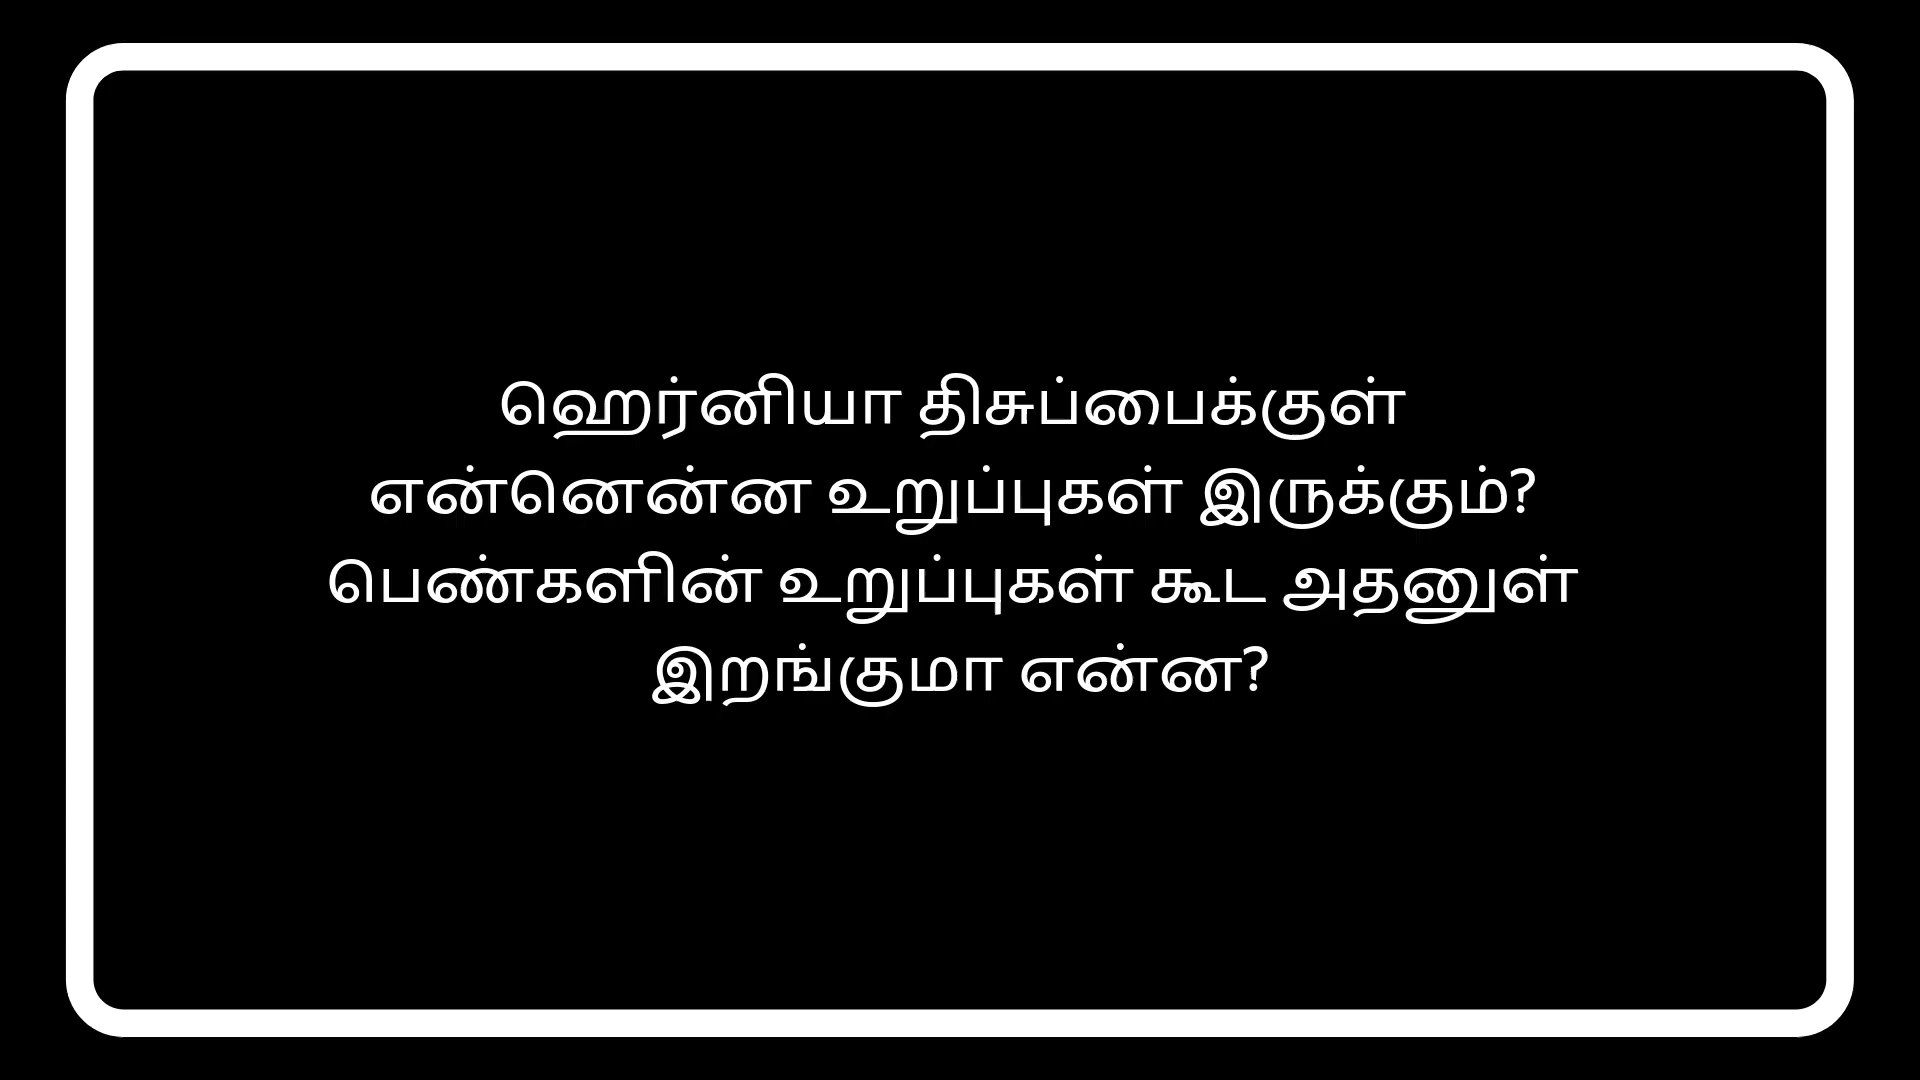 ஹெர்னியா திசுப்பைக்குள்
என்னென்ன உறுப்புகள் இருக்கும்?
பெண்களின் உறுப்புகள் கூட அதனுள்
இறங்குமா என்ன?